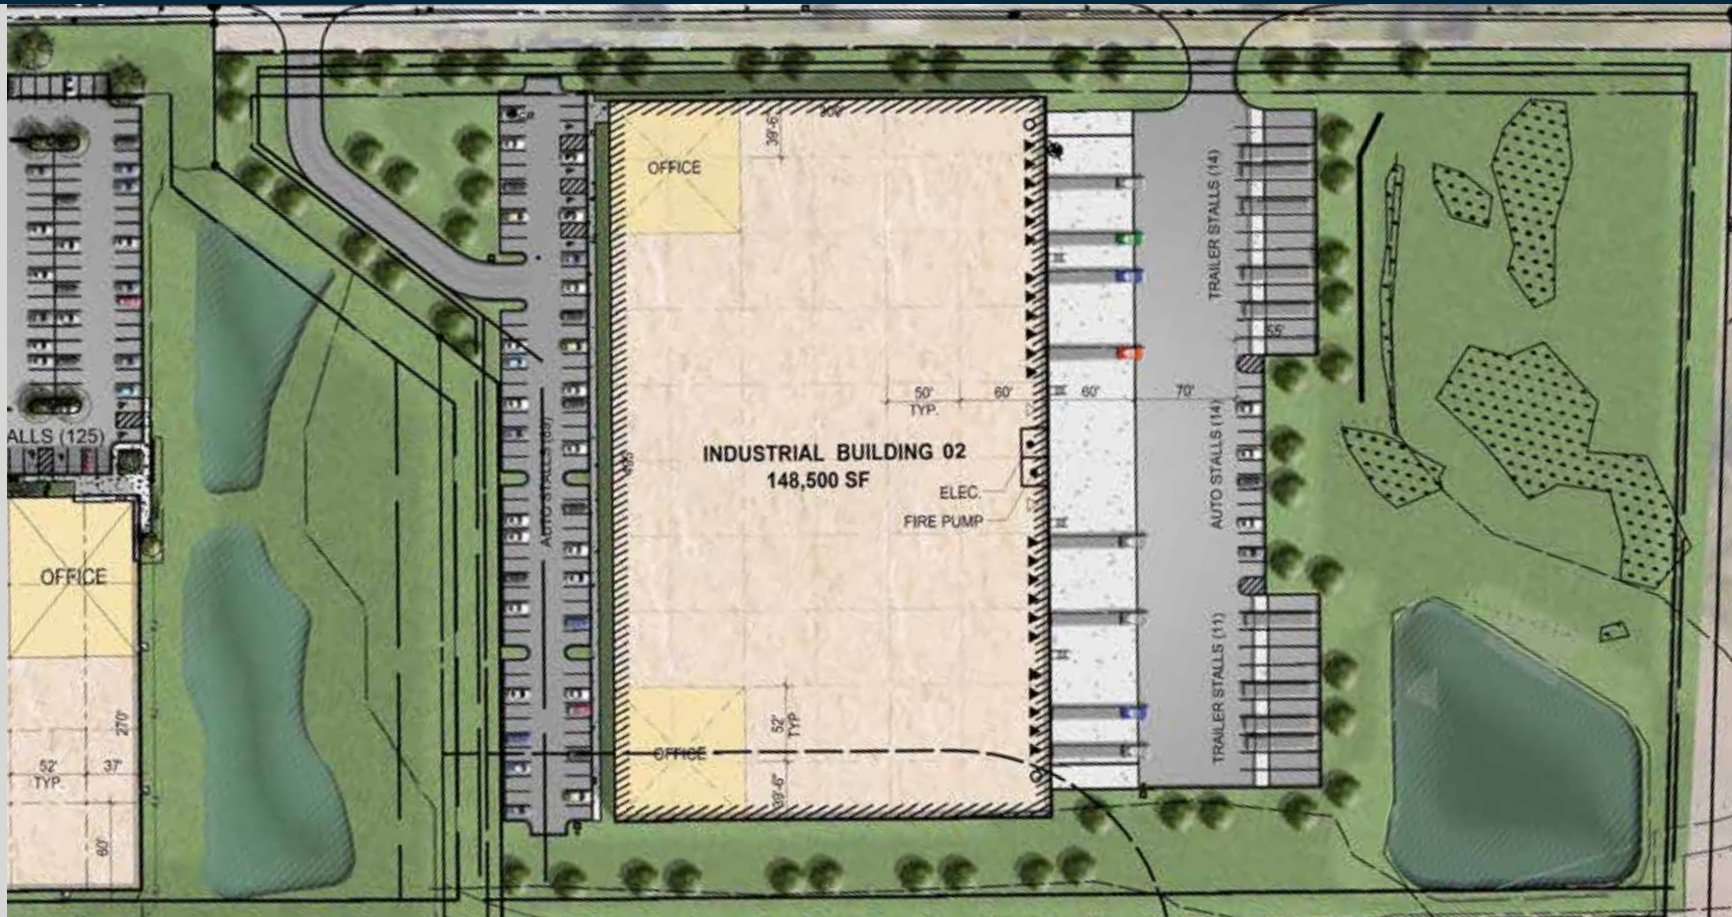 OFFICE
39'-6"
TRAILER STALLS (14)
55'
50'
TYP.
60'
60'
70'
ALLS (125)
INDUSTRIAL BUILDING 02
148,500 SF
ELEC.
FIRE PUMP
AUTO STALLS (14)
OFFICE
270'
52'
TYP.
37'
60'
OFFICE
52'
TYP
39'-6"
TRAILER STALLS (11)
AUTO STALLS